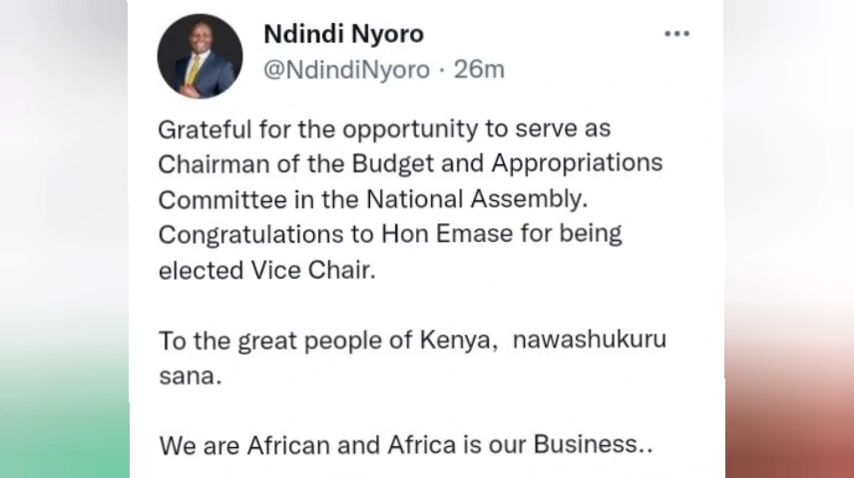 Ndindi Nyoro
@NdindiNyoro · 26m
Grateful for the opportunity to serve as
Chairman of the Budget and Appropriations
Committee in the National Assembly.
Congratulations to Hon Emase for being
elected Vice Chair.
To the great people of Kenya,  nawashukuru
sana.
We are African and Africa is our Business..